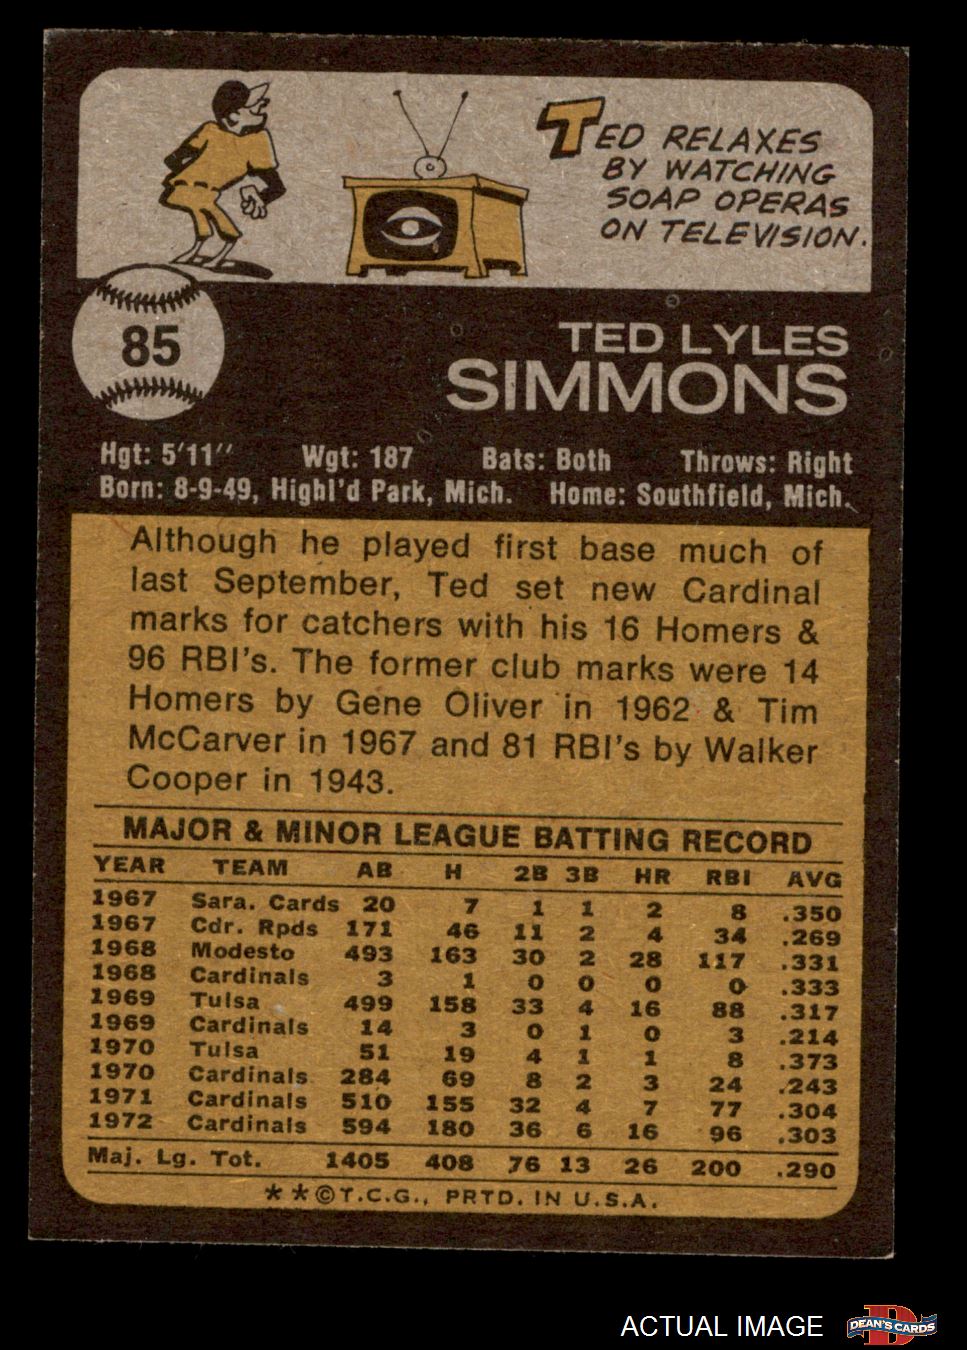 TED RELAXES
BY WATCHING
SOAP OPERAS
ON TELEVISION.
85
TED LYLES
SIMMONS
Hgt: 5'11" Wgt: 187 Bats: Both Throws: Right
Born: 8-9-49, Highl'd Park, Mich. Home: Southfield, Mich.
Although he played first base much of
last September, Ted set new Cardinal
marks for catchers with his 16 Homers &
96 RBI's. The former club marks were 14
Homers by Gene Oliver in 1962 & Tim
McCarver in 1967 and 81 RBI's by Walker
Cooper in 1943.
MAJOR & MINOR LEAGUE BATTING RECORD
YEAR TEAM AB H 2B 3B HR RBI AVG
1967 Sara. Cards 20 7 1 1 2 8 .350
1967 Cdr. Rpds 171 46 11 2 4 34 .269
1968 Modesto 493 163 30 2 28 117 .331
1968 Cardinals 3 1 0 0 0 0 .333
1969 Tulsa 499 158 33 4 16 88 .317
1969 Cardinals 14 3 0 1 0 3 .214
1970 Tulsa 51 19 4 1 1 8 .373
1970 Cardinals 284 69 8 2 3 24 .243
1971 Cardinals 510 155 32 4 7 77 .304
1972 Cardinals 594 180 36 6 16 96 .303
Maj. Lg. Tot. 1405 408 76 13 26 200 .290
**©T.C.G., PRTD. IN U.S.A.
ACTUAL IMAGE
D
DEAN'S CARDS